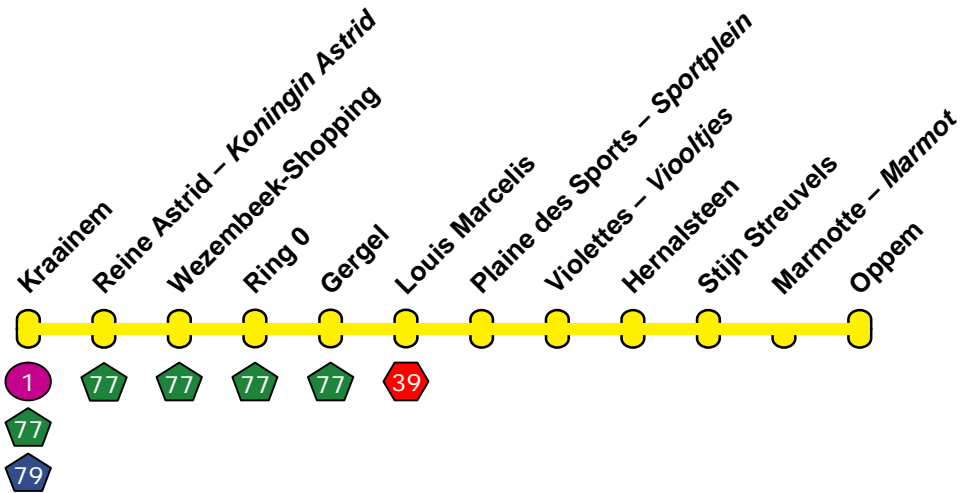 Kraainem
Reine Astrid – Koningin Astrid
Wezembeek-Shopping
Ring 0
Gergel
Louis Marcelis
Plaine des Sports – Sportplein
Violettes – Viooltjes
Hernalsteen
Stijn Streuvels
Marmotte – Marmot
Oppem
1
77
77
77
77
39
77
79